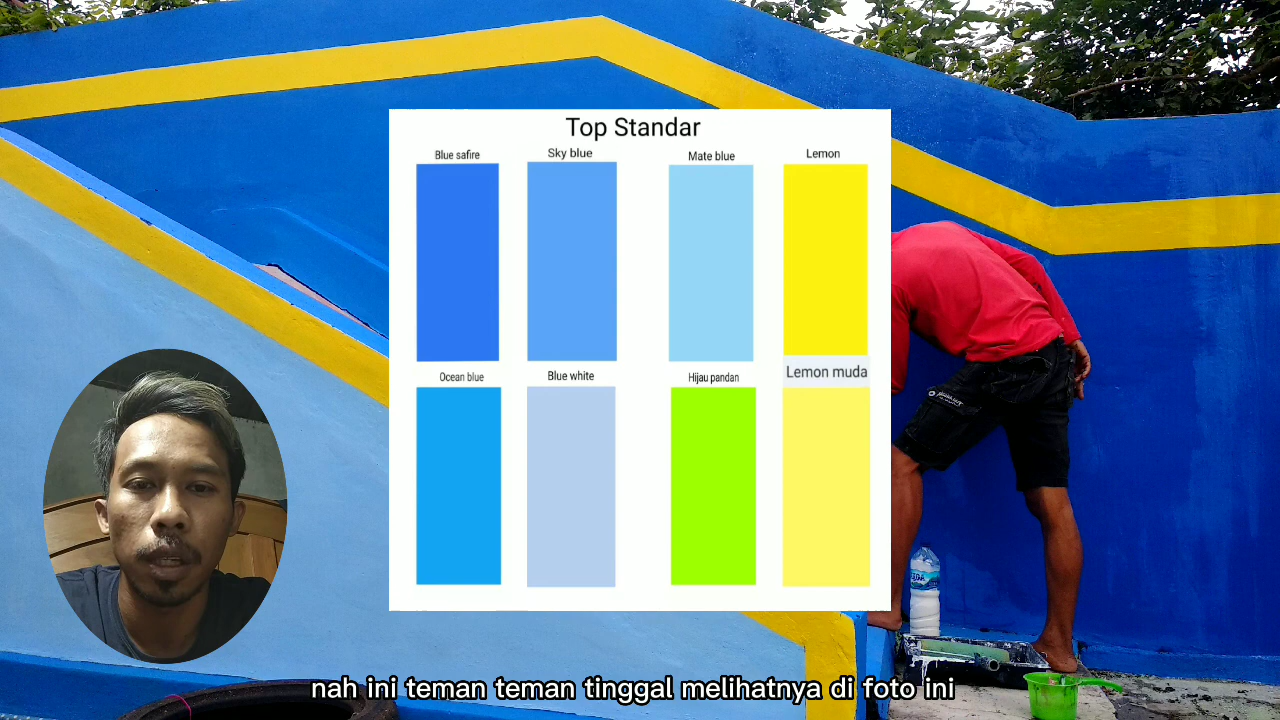 Top Standar
Blue safire
Sky blue
Mate blue
Lemon
Ocean blue
Blue white
Hijau pandan
Lemon muda
nah ini teman teman tinggal melihatnya di foto ini